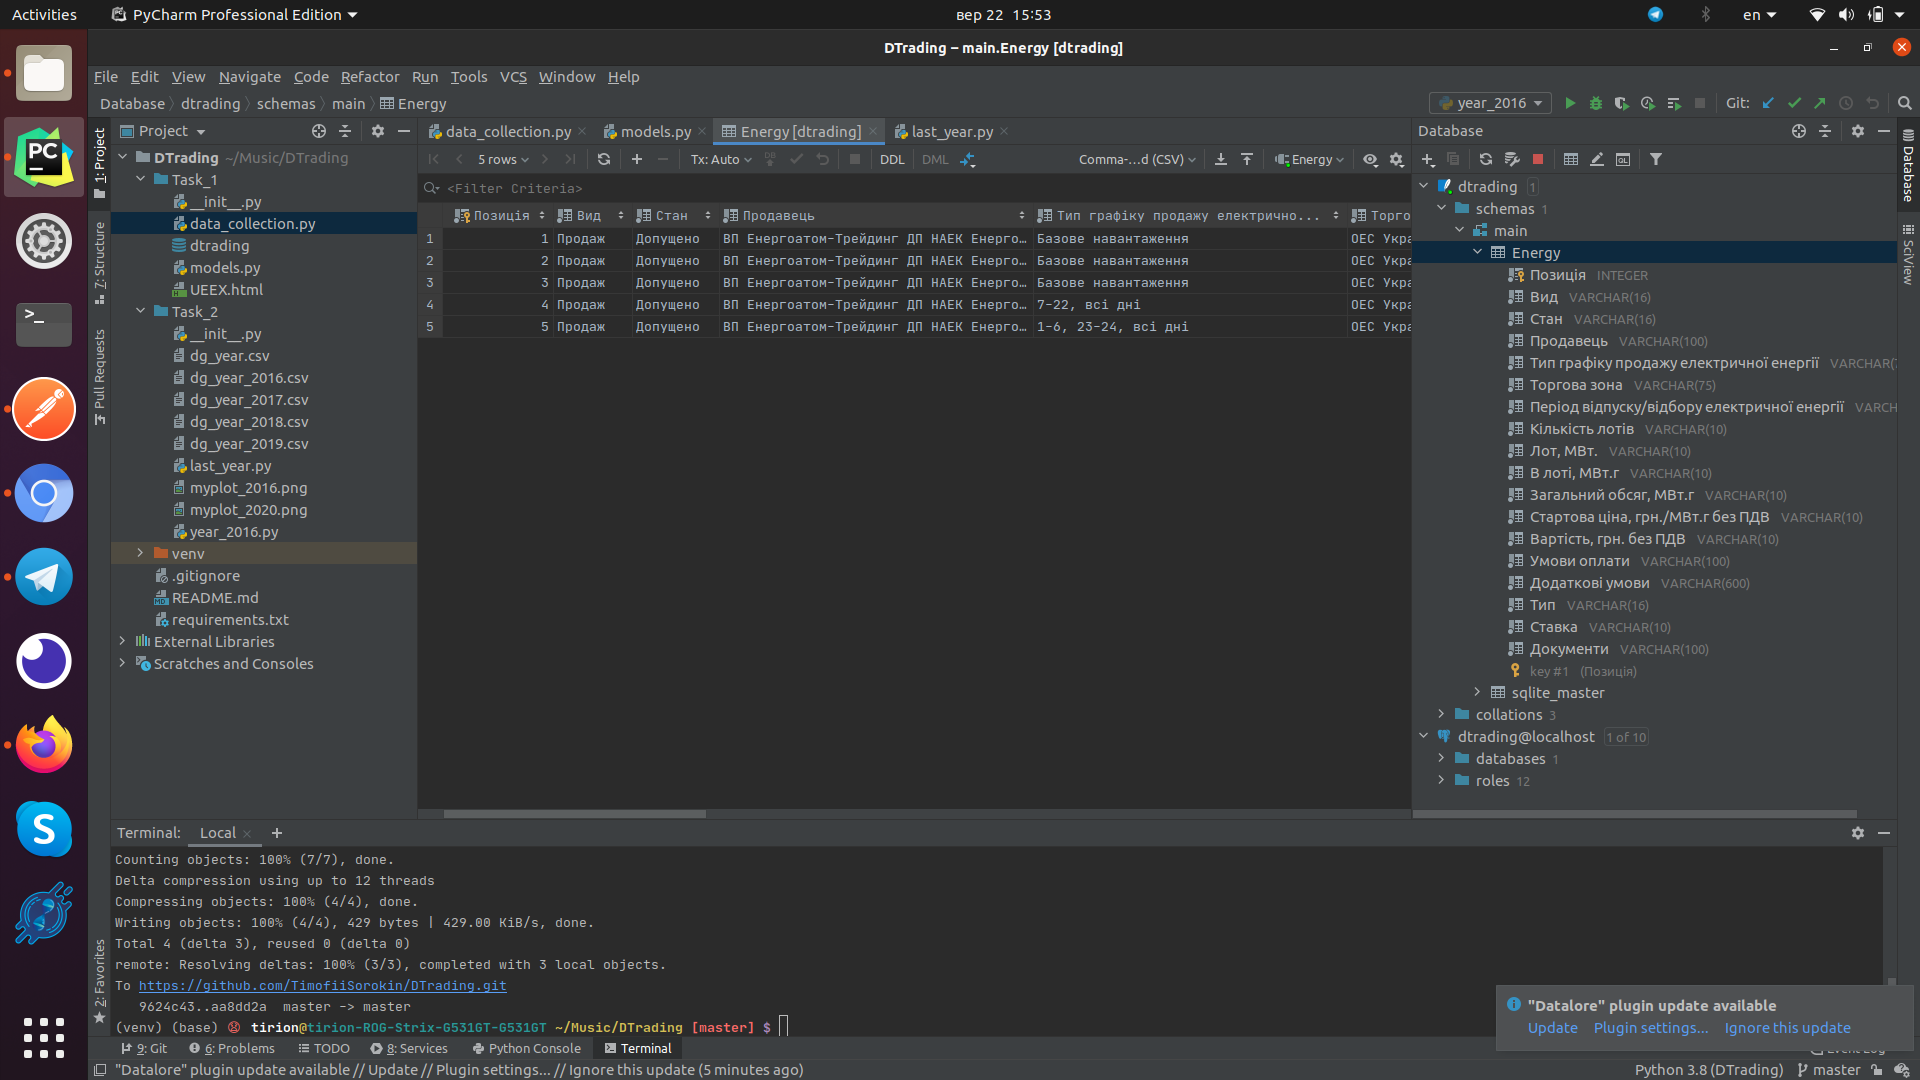 Activities
PyCharm Professional Edition
вер 22 15:53
en
DTrading – main.Energy [dtrading]
File Edit View Navigate Code Refactor Run Tools VCS Window Help
Database dtrading schemas main Energy
year_2016
Git:
Project
data_collection.py
models.py
Energy [dtrading]
last_year.py
Database
5 rows
Tx: Auto
DDL
DML
Comma-...d (CSV)
Energy
<Filter Criteria>
Позиція Вид Стан Продавець Тип графіку продажу електрично... Торго
1 1 Продаж Допущено ВП Енергоатом-Трейдинг ДП НАЕК Енерго… Базове навантаження ОЕС Укра
2 2 Продаж Допущено ВП Енергоатом-Трейдинг ДП НАЕК Енерго… Базове навантаження ОЕС Укра
3 3 Продаж Допущено ВП Енергоатом-Трейдинг ДП НАЕК Енерго… Базове навантаження ОЕС Укра
4 4 Продаж Допущено ВП Енергоатом-Трейдинг ДП НАЕК Енерго… 7-22, всі дні ОЕС Укра
5 5 Продаж Допущено ВП Енергоатом-Трейдинг ДП НАЕК Енерго… 1-6, 23-24, всі дні ОЕС Укра
1: Project
7: Structure
Pull Requests
2: Favorites
DTrading ~/Music/DTrading
Task_1
__init__.py
data_collection.py
dtrading
models.py
UEEX.html
Task_2
__init__.py
dg_year.csv
dg_year_2016.csv
dg_year_2017.csv
dg_year_2018.csv
dg_year_2019.csv
last_year.py
myplot_2016.png
myplot_2020.png
year_2016.py
venv
.gitignore
README.md
requirements.txt
External Libraries
Scratches and Consoles
dtrading 1
schemas 1
main
Energy
Позиція INTEGER
Вид VARCHAR(16)
Стан VARCHAR(16)
Продавець VARCHAR(100)
Тип графіку продажу електричної енергії VARCHAR(7
Торгова зона VARCHAR(75)
Період відпуску/відбору електричної енергії VARCH
Кількість лотів VARCHAR(10)
Лот, МВт. VARCHAR(10)
В лоті, МВт.г VARCHAR(10)
Загальний обсяг, МВт.г VARCHAR(10)
Стартова ціна, грн./МВт.г без ПДВ VARCHAR(10)
Вартість, грн. без ПДВ VARCHAR(10)
Умови оплати VARCHAR(100)
Додаткові умови VARCHAR(600)
Тип VARCHAR(16)
Ставка VARCHAR(10)
Документи VARCHAR(100)
key #1 (Позиція)
sqlite_master
collations 3
dtrading@localhost 1 of 10
databases 1
roles 12
Database
SciView
Terminal: Local
Counting objects: 100% (7/7), done.
Delta compression using up to 12 threads
Compressing objects: 100% (4/4), done.
Writing objects: 100% (4/4), 429 bytes | 429.00 KiB/s, done.
Total 4 (delta 3), reused 0 (delta 0)
remote: Resolving deltas: 100% (3/3), completed with 3 local objects.
To https://github.com/TimofiiSorokin/DTrading.git
9624c43..aa8dd2a master -> master
(venv) (base) tirion@tirion-ROG-Strix-G531GT-G531GT ~/Music/DTrading [master] $
"Datalore" plugin update available
Update Plugin settings... Ignore this update
9: Git 6: Problems TODO 8: Services Python Console Terminal Event Log
"Datalore" plugin update available // Update // Plugin settings... // Ignore this update (5 minutes ago)
Python 3.8 (DTrading) master